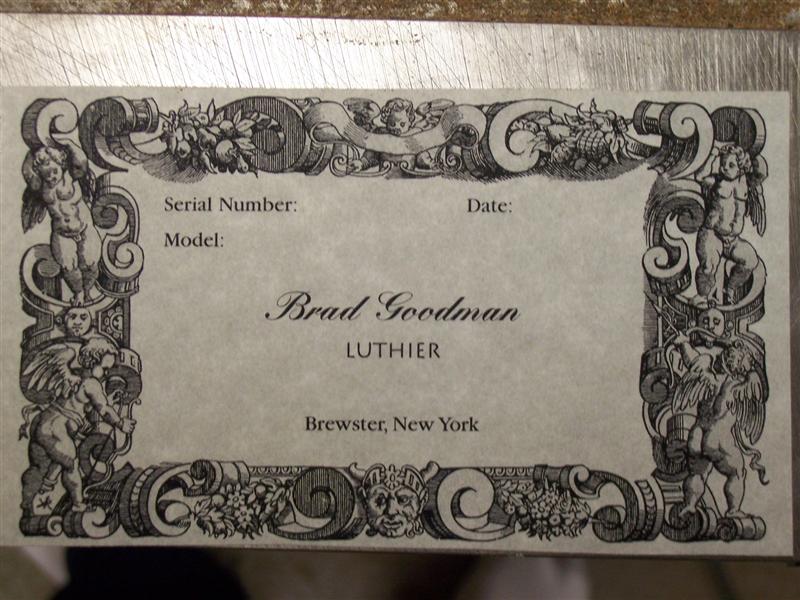 Serial Number: Date:
Model:
Brad Goodman
LUTHIER
Brewster, New York